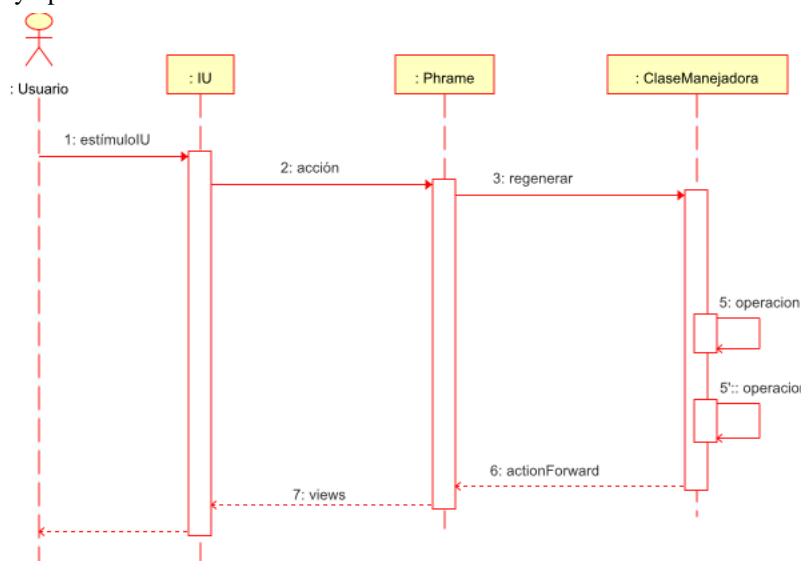 : Usuario
: IU
: Phrame
: ClaseManejadora
1: estímuloIU
2: acción
3: regenerar
5: operacion
5':: operacion
6: actionForward
7: views